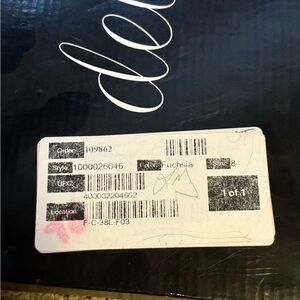 Order 109862
Style 1000026046 Color Fuchsia Size 8
UPC
400002204602
1 of 1
Location
F-C-38L-F03